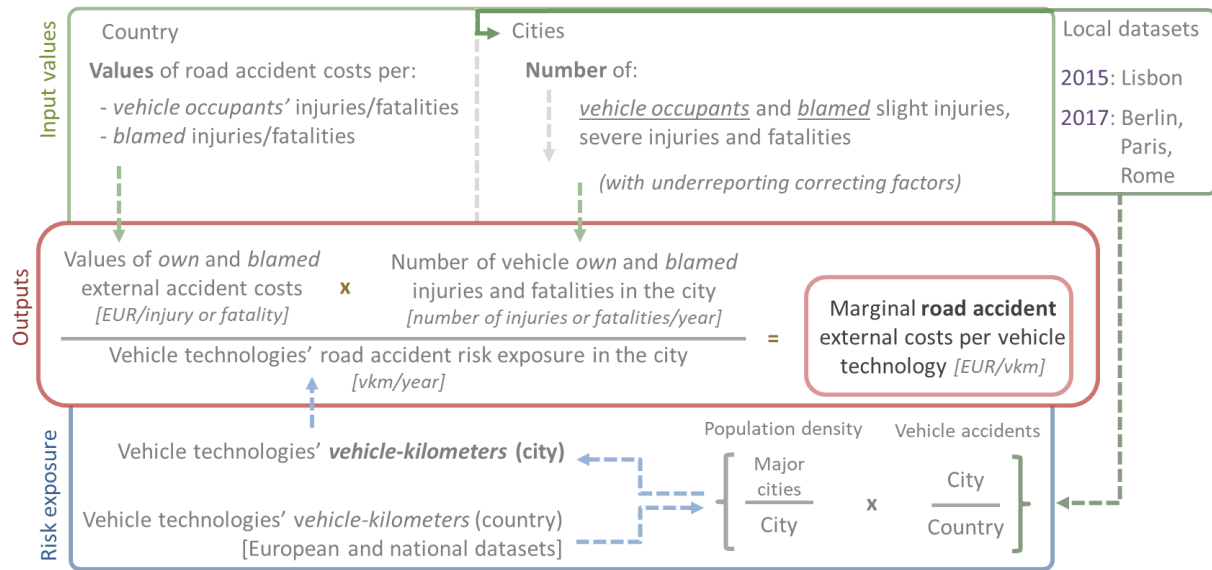 Input values
Country
Values of road accident costs per:
- vehicle occupants’ injuries/fatalities
- blamed injuries/fatalities
Cities
Number of:
vehicle occupants and blamed slight injuries,
severe injuries and fatalities
(with underreporting correcting factors)
Local datasets
2015: Lisbon
2017: Berlin,
Paris,
Rome
Outputs
Values of own and blamed
external accident costs
[EUR/injury or fatality]
x
Number of vehicle own and blamed
injuries and fatalities in the city
[number of injuries or fatalities/year]
Vehicle technologies’ road accident risk exposure in the city
[vkm/year]
=
Marginal road accident
external costs per vehicle
technology [EUR/vkm]
Risk exposure
Vehicle technologies’ vehicle-kilometers (city)
Vehicle technologies’ vehicle-kilometers (country)
[European and national datasets]
Population density
Major
cities
City
x
Vehicle accidents
City
Country